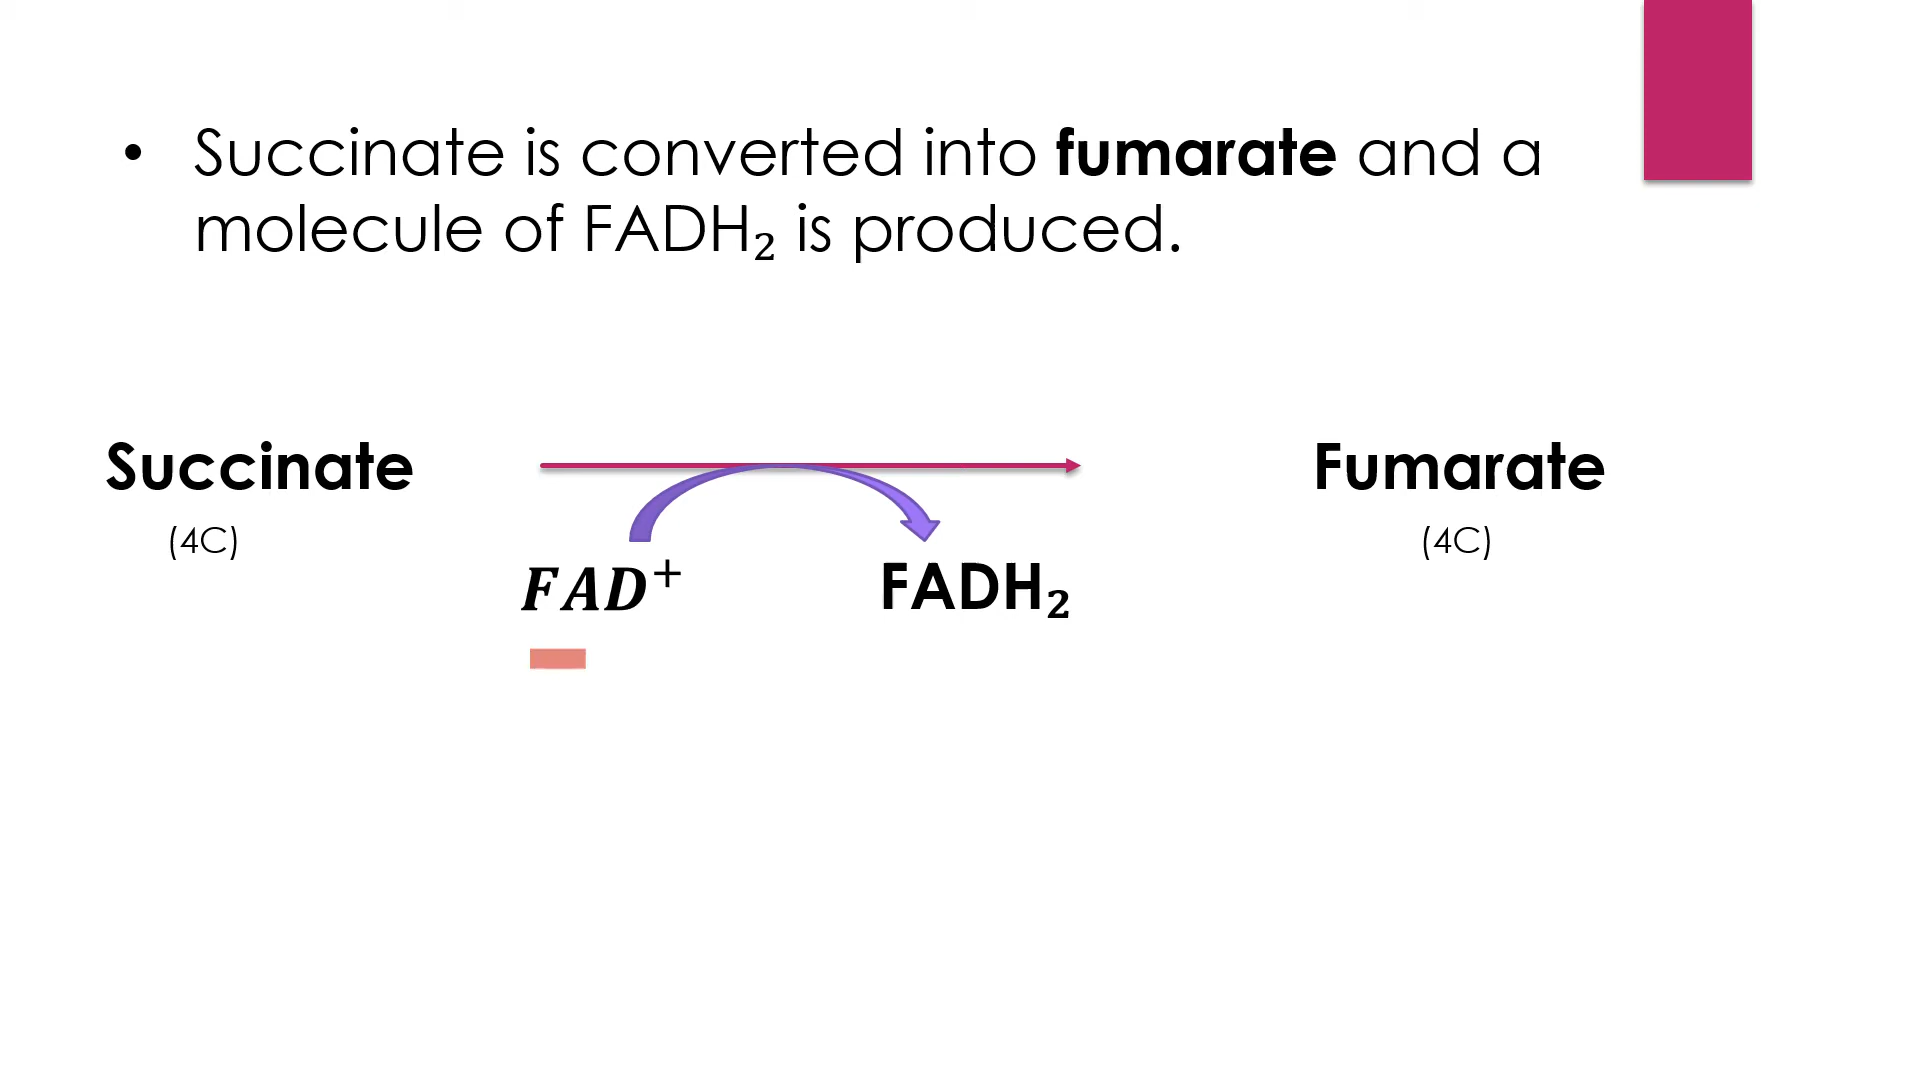 • Succinate is converted into fumarate and a
molecule of FADH₂ is produced.
Succinate
(4C)
Fumarate
(4C)
FAD⁺
FADH₂